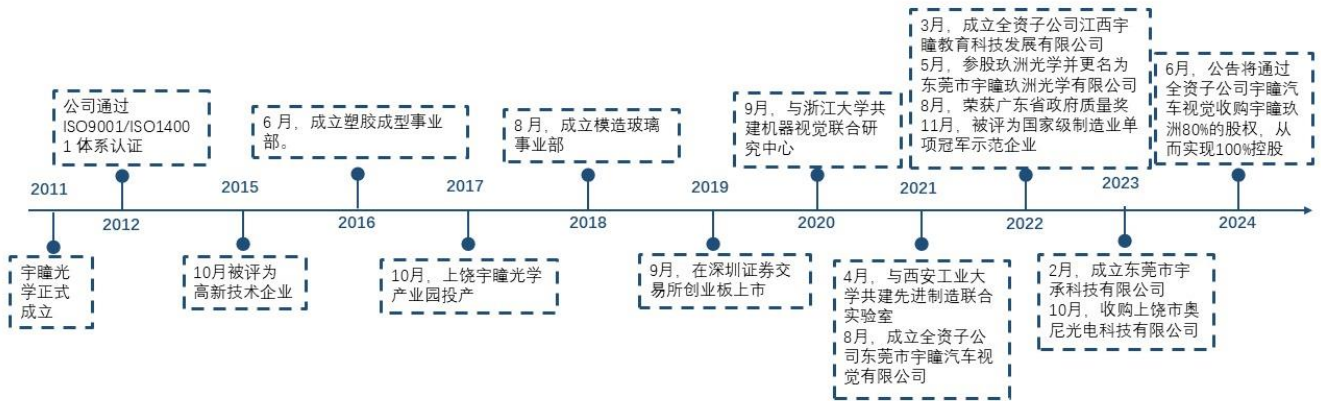 3月，成立全资子公司江西宇
瞳教育科技发展有限公司
5月，参股玖洲光学并更名为
东莞市宇瞳玖洲光学有限公司
8月，荣获广东省政府质量奖
11月，被评为国家级制造业单
项冠军示范企业
6月，公告将通过
全资子公司宇瞳汽
车视觉收购宇瞳玖
洲80%的股权，从
而实现100%控股
公司通过
ISO9001/ISO1400
1 体系认证
6 月，成立塑胶成型事业
部。
8 月，成立模造玻璃
事业部
9月，与浙江大学共
建机器视觉联合研
究中心
2011
2012
2015
2016
2017
2018
2019
2020
2021
2022
2023
2024
宇瞳光
学正式
成立
10月被评为
高新技术企业
10月，上饶宇瞳光学
产业园投产
9月，在深圳证券交
易所创业板上市
4月，与西安工业大
学共建先进制造联合
实验室
8月，成立全资子公
司东莞市宇瞳汽车视
觉有限公司
2月，成立东莞市宇
承科技有限公司
10月，收购上饶市奥
尼光电科技有限公司